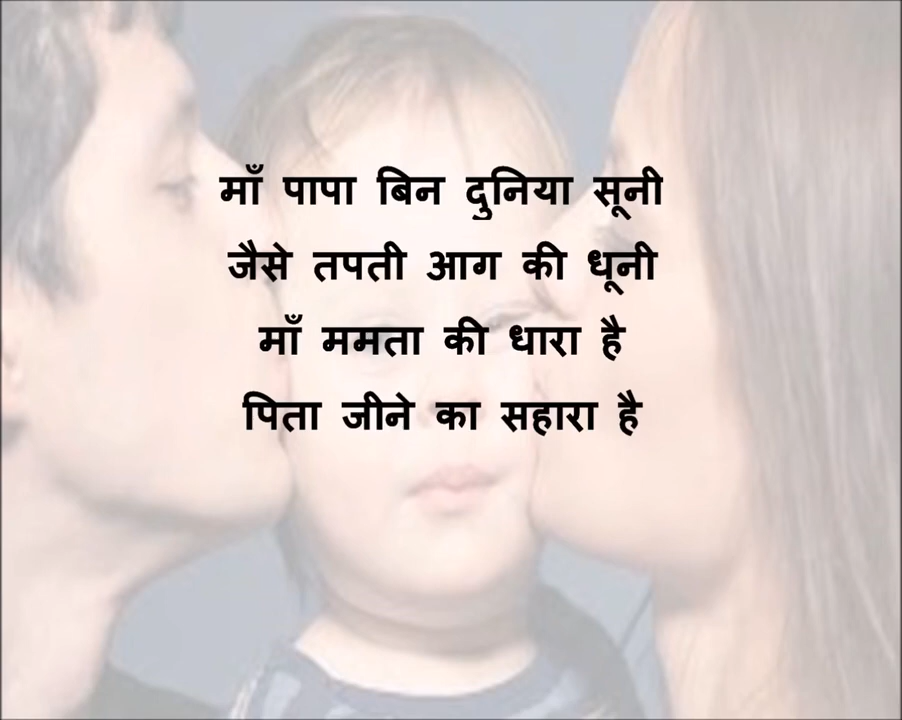 माँ पापा बिन दुनिया सूनी
जैसे तपती आग की धूनी
माँ ममता की धारा है
पिता जीने का सहारा है